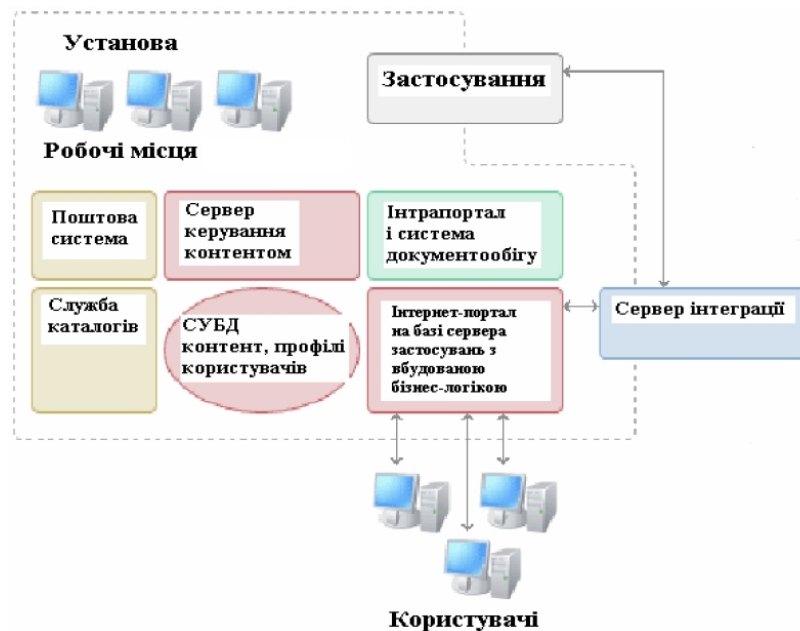 Установа
Застосування
Робочі місця
Поштова
система
Сервер
керування
контентом
Інтрапортал
і система
документообігу
Служба
каталогів
СУБД
контент, профілі
користувачів
Інтернет-портал
на базі сервера
застосувань з
вбудованою
бізнес-логікою
Сервер інтеграції
Користувачі